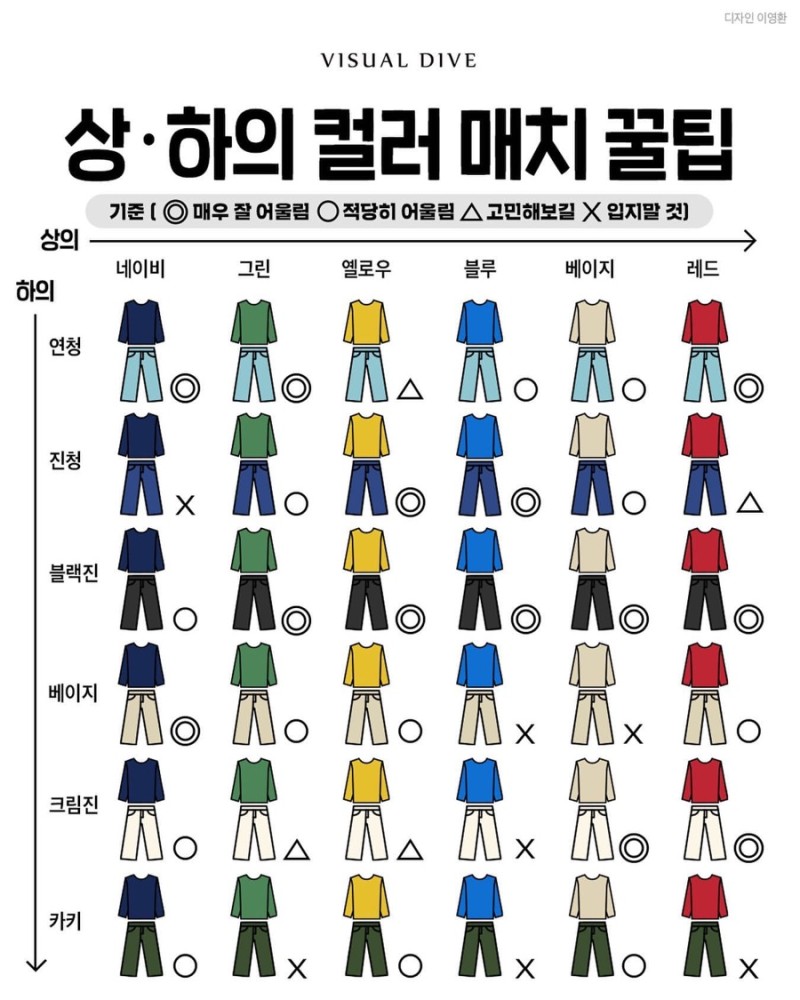 디자인 이영환
VISUAL DIVE
상·하의 컬러 매치 꿀팁
기준 ( ◎ 매우 잘 어울림 ○ 적당히 어울림 △ 고민해보길 X 입지말 것)
상의
네이비 그린 옐로우 블루 베이지 레드
하의
연청
◎ ◎ △ ○ ○ ◎
진청
X ○ ◎ ◎ ○ △
블랙진
○ ◎ ◎ ◎ ◎ ◎
베이지
◎ ○ ○ X X ○
크림진
○ △ △ X ◎ ◎
카키
○ X ○ X ○ X